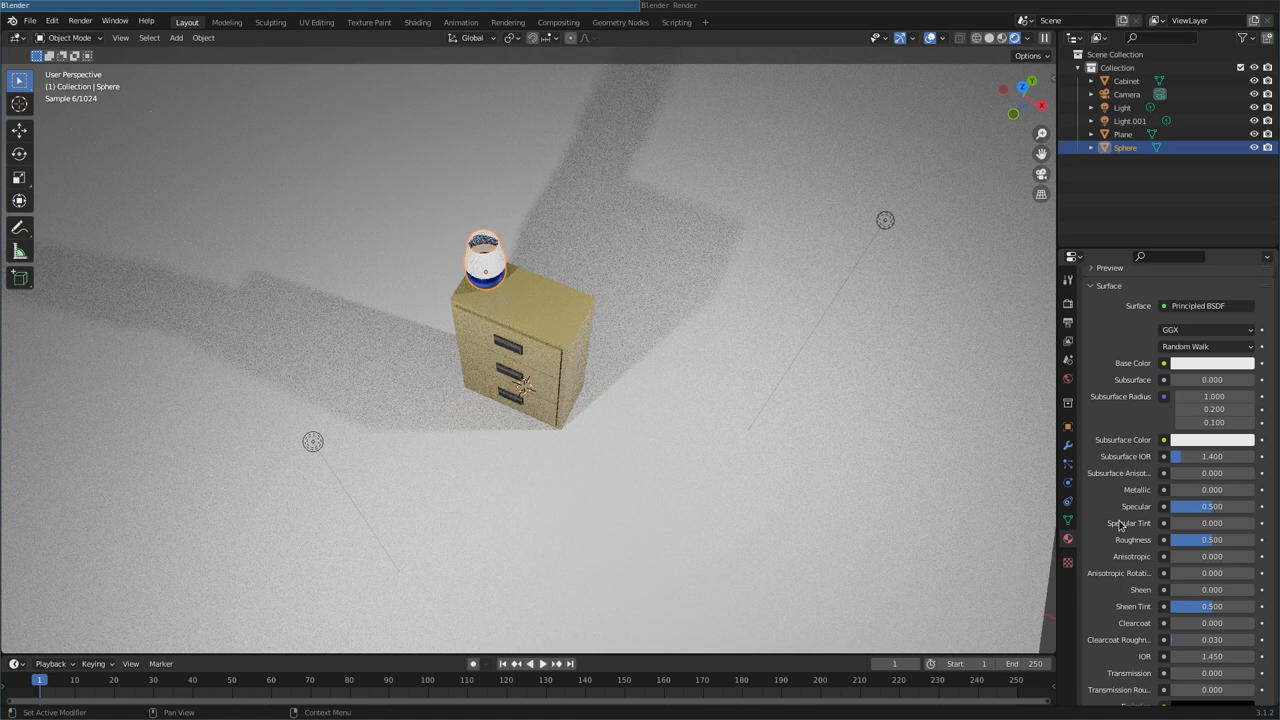 Blender
Blender Render
File Edit Render Window Help
Layout Modeling Sculpting UV Editing Texture Paint Shading Animation Rendering Compositing Geometry Nodes Scripting +
Scene
ViewLayer
Object Mode View Select Add Object
Global
Options
User Perspective
(1) Collection | Sphere
Sample 6/1024
Y
Z
X
Scene Collection
Collection
Cabinet
Camera
Light
Light.001
Plane
Sphere
Preview
Surface
Surface Principled BSDF
GGX
Random Walk
Base Color
Subsurface 0.000
Subsurface Radius 1.000
0.200
0.100
Subsurface Color
Subsurface IOR 1.400
Subsurface Anisot... 0.000
Metallic 0.000
Specular 0.500
Specular Tint 0.000
Roughness 0.500
Anisotropic 0.000
Anisotropic Rotati... 0.000
Sheen 0.000
Sheen Tint 0.500
Clearcoat 0.000
Clearcoat Roughn... 0.030
IOR 1.450
Transmission 0.000
Transmission Rou... 0.000
Playback Keying View Marker
1 Start 1 End 250
1 10 20 30 40 50 60 70 80 90 100 110 120 130 140 150 160 170 180 190 200 210 220 230 240 250
Set Active Modifier Pan View Context Menu 3.1.2